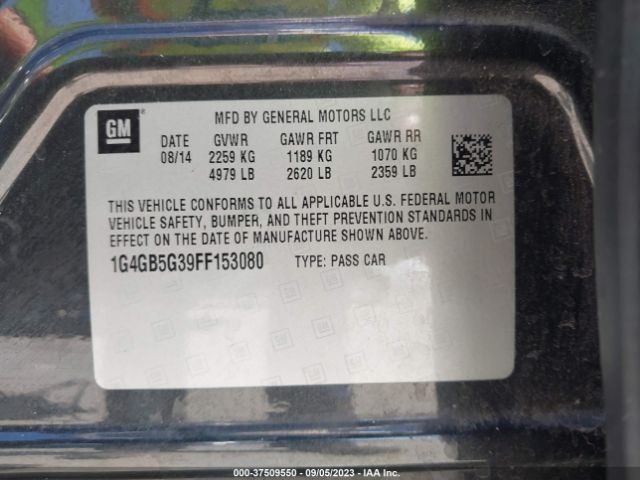 GM
MFD BY GENERAL MOTORS LLC
DATE GVWR GAWR FRT GAWR RR
08/14 2259 KG 1189 KG 1070 KG
4979 LB 2620 LB 2359 LB
THIS VEHICLE CONFORMS TO ALL APPLICABLE U.S. FEDERAL MOTOR
VEHICLE SAFETY, BUMPER, AND THEFT PREVENTION STANDARDS IN
EFFECT ON THE DATE OF MANUFACTURE SHOWN ABOVE.
1G4GB5G39FF153080 TYPE: PASS CAR
000-37509550 - 09/05/2023 - IAA Inc.